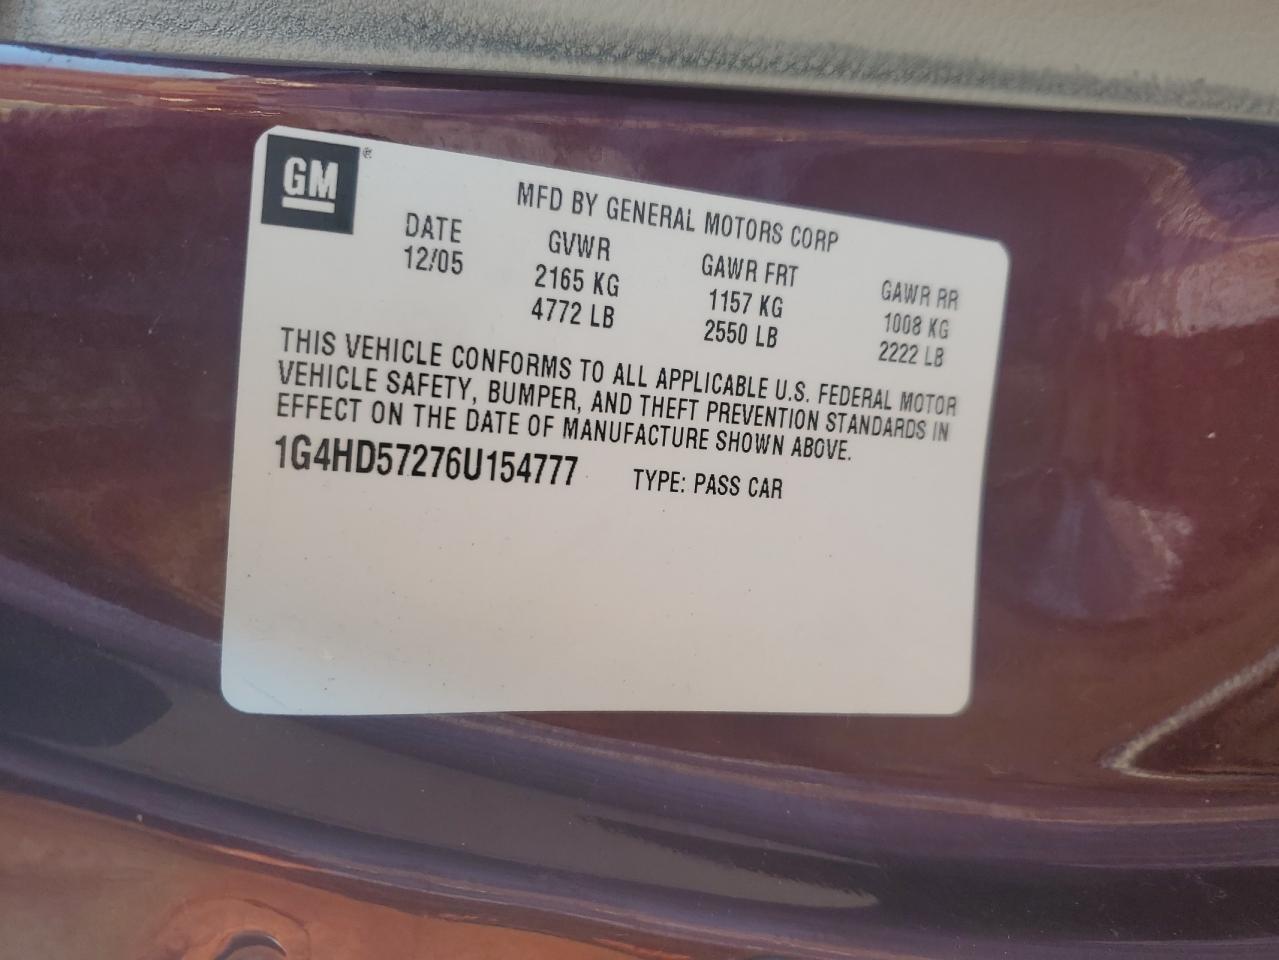 GM ®
MFD BY GENERAL MOTORS CORP
DATE GVWR GAWR FRT GAWR RR
12/05 2165 KG 1157 KG 1008 KG
4772 LB 2550 LB 2222 LB
THIS VEHICLE CONFORMS TO ALL APPLICABLE U.S. FEDERAL MOTOR
VEHICLE SAFETY, BUMPER, AND THEFT PREVENTION STANDARDS IN
EFFECT ON THE DATE OF MANUFACTURE SHOWN ABOVE.
1G4HD57276U154777 TYPE: PASS CAR